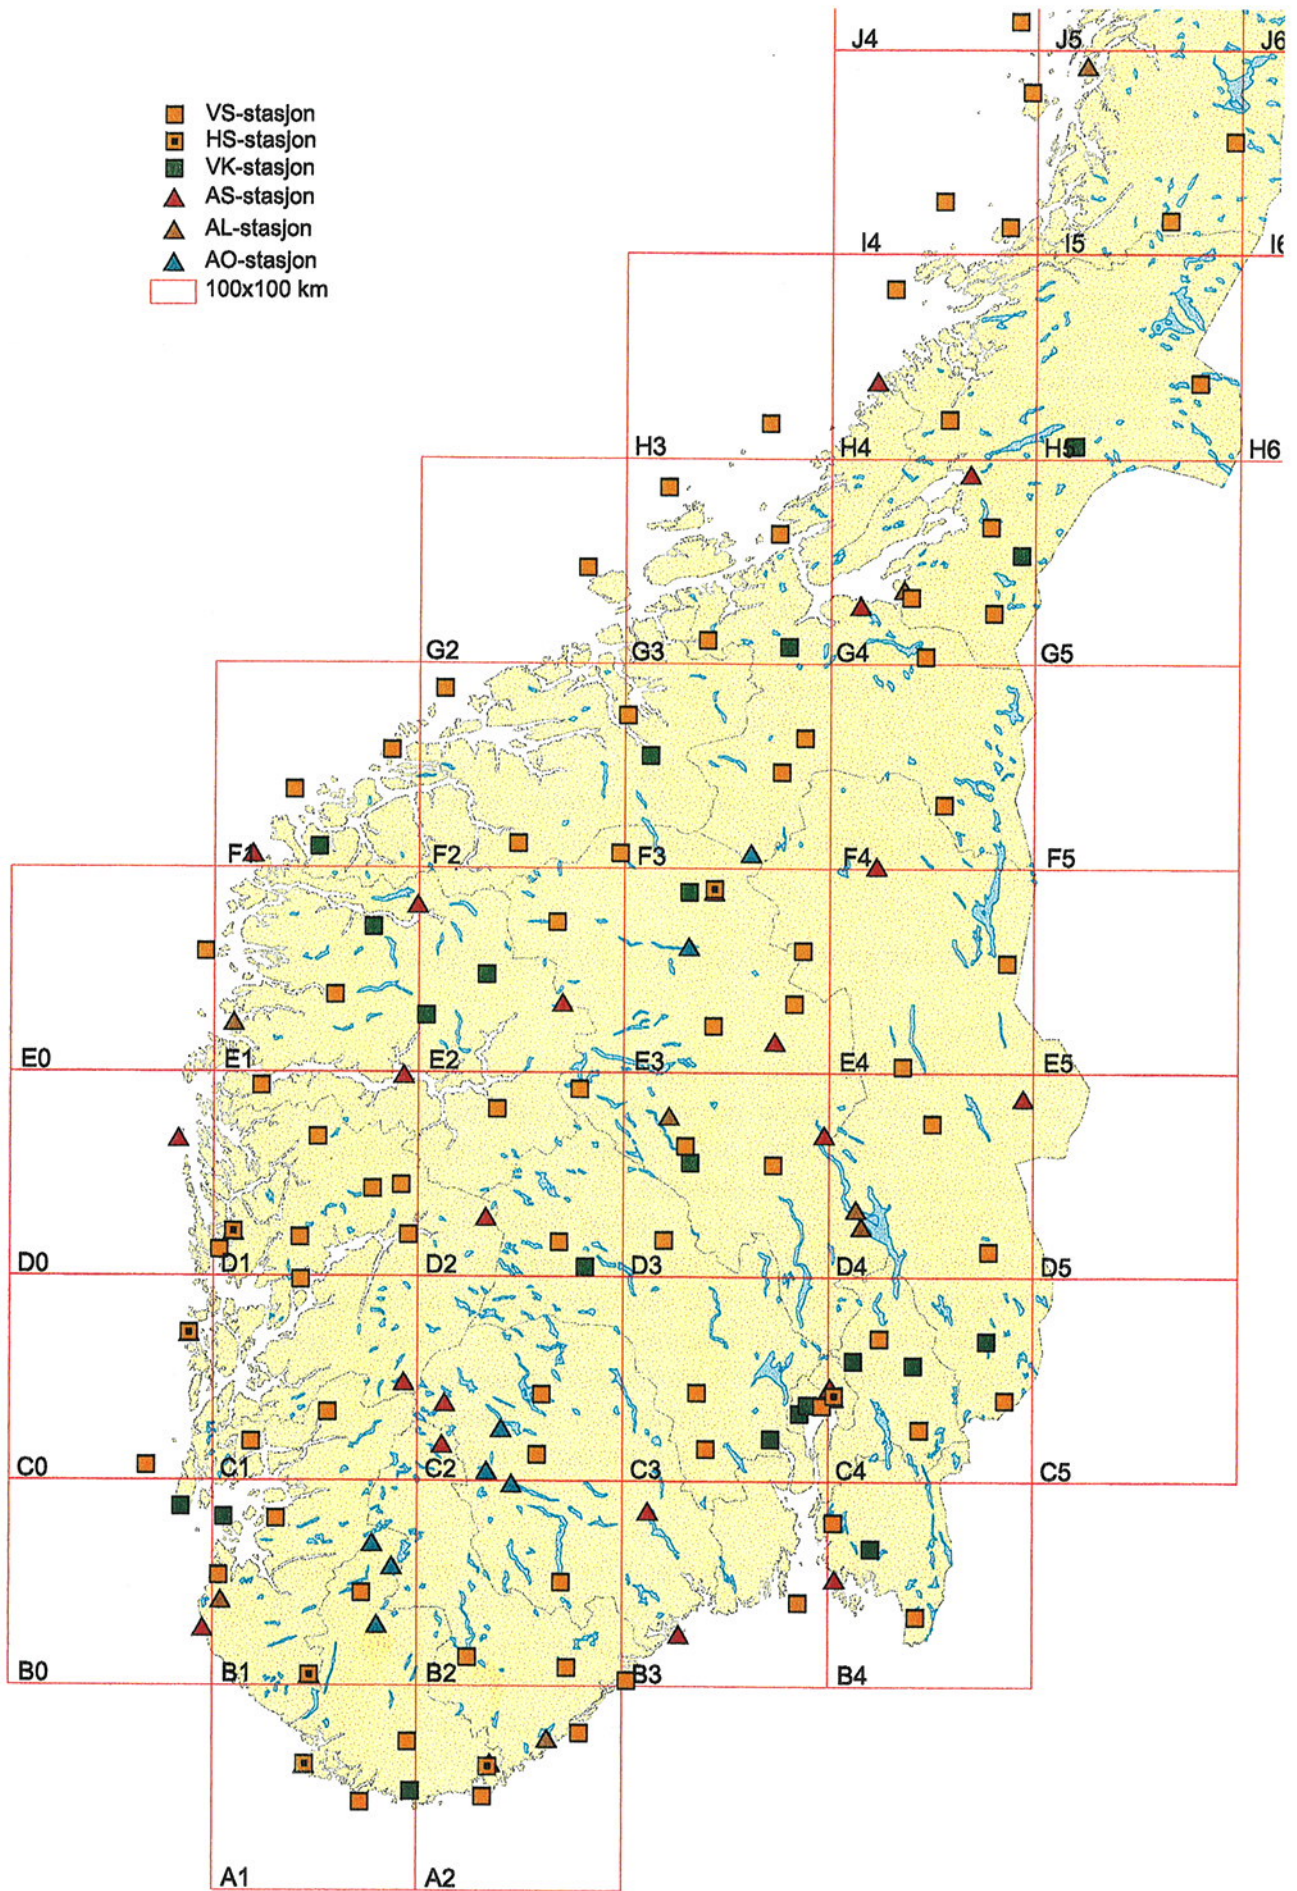 J4 J5 J6
VS-stasjon
HS-stasjon
VK-stasjon
AS-stasjon
AL-stasjon
AO-stasjon
100x100 km
I4 I5 I6
H3 H4 H5 H6
G2 G3 G4 G5
F1 F2 F3 F4 F5
E0 E1 E2 E3 E4 E5
D0 D1 D2 D3 D4 D5
C0 C1 C2 C3 C4 C5
B0 B1 B2 B3 B4
A1 A2